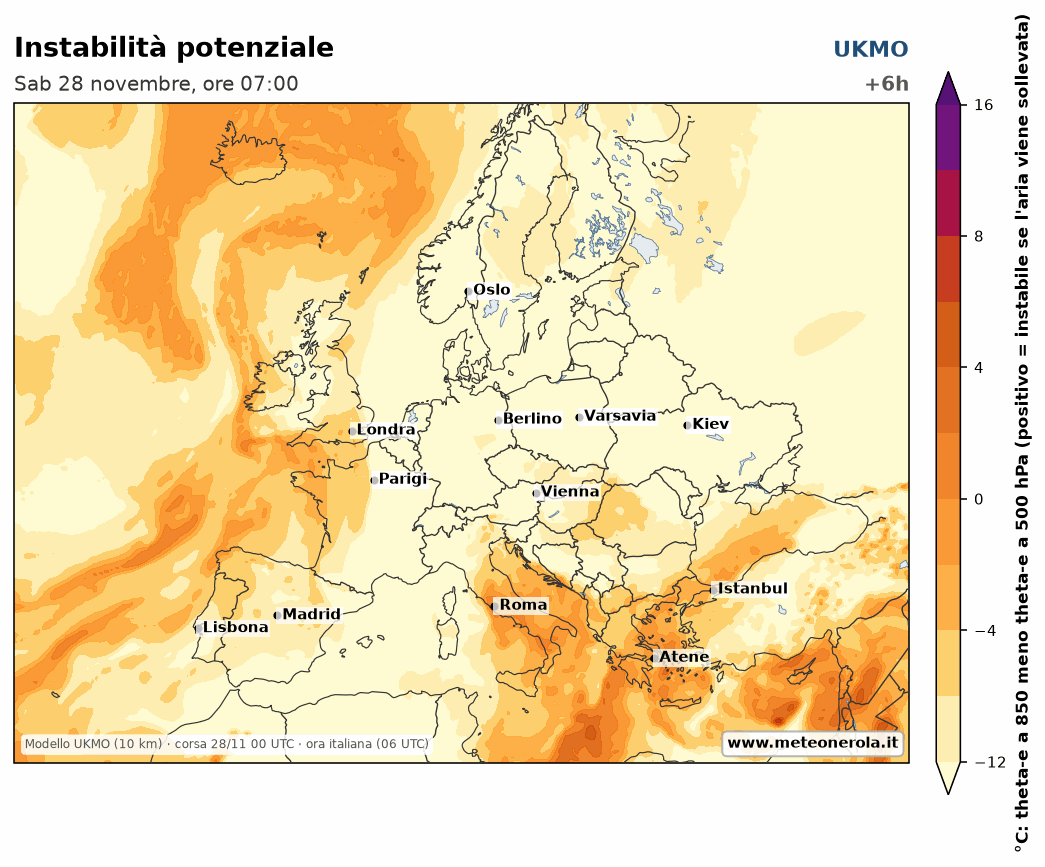 Instabilità potenziale
UKMO
Sab 28 novembre, ore 07:00
+6h
Oslo
Londra
Berlino
Varsavia
Kiev
Parigi
Vienna
Istanbul
Roma
Madrid
Lisbona
Atene
Modello UKMO (10 km) · corsa 28/11 00 UTC · ora italiana (06 UTC)
www.meteonerola.it
16
8
4
0
−4
−12
°C: theta-e a 850 meno theta-e a 500 hPa (positivo = instabile se l'aria viene sollevata)